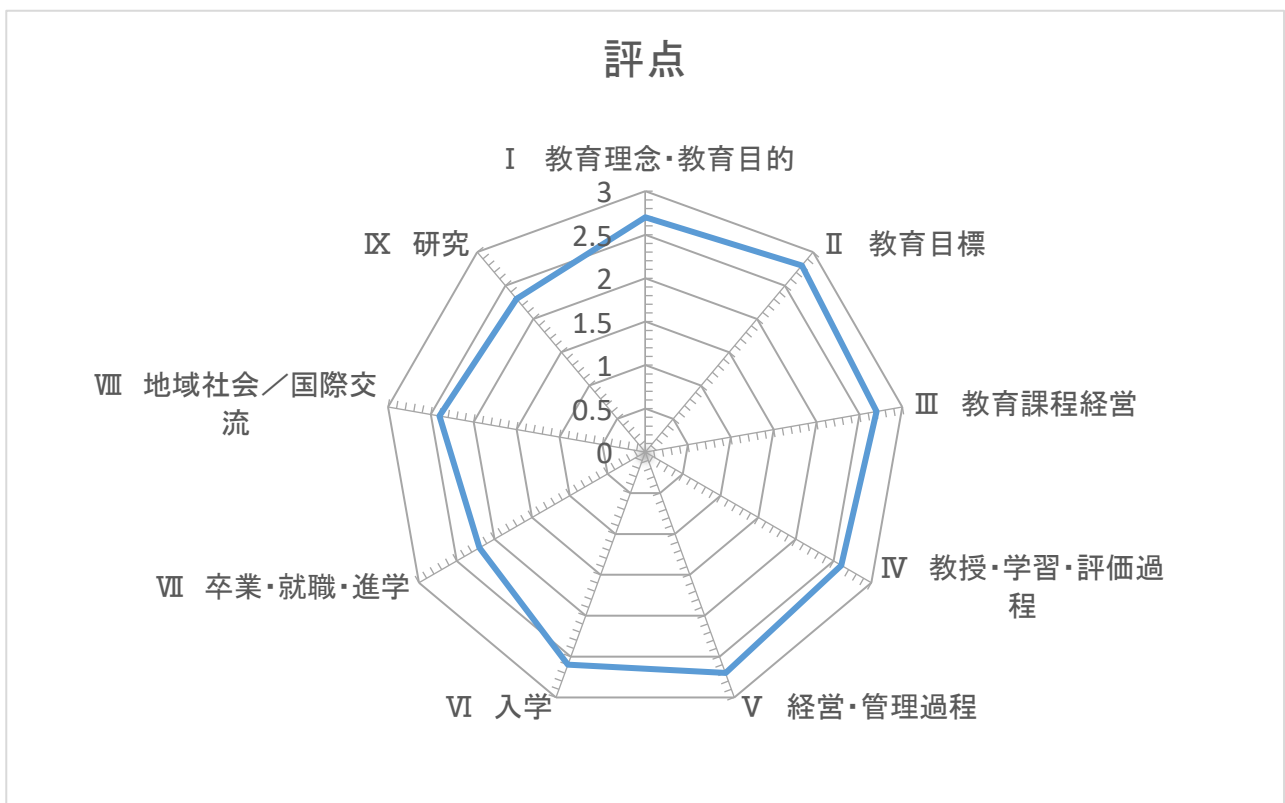 評点
Ⅰ　教育理念・教育目的
Ⅱ　教育目標
Ⅲ　教育課程経営
Ⅳ　教授・学習・評価過
程
Ⅴ　経営・管理過程
Ⅵ　入学
Ⅶ　卒業・就職・進学
Ⅷ　地域社会／国際交
流
Ⅸ　研究
3
2.5
2
1.5
1
0.5
0